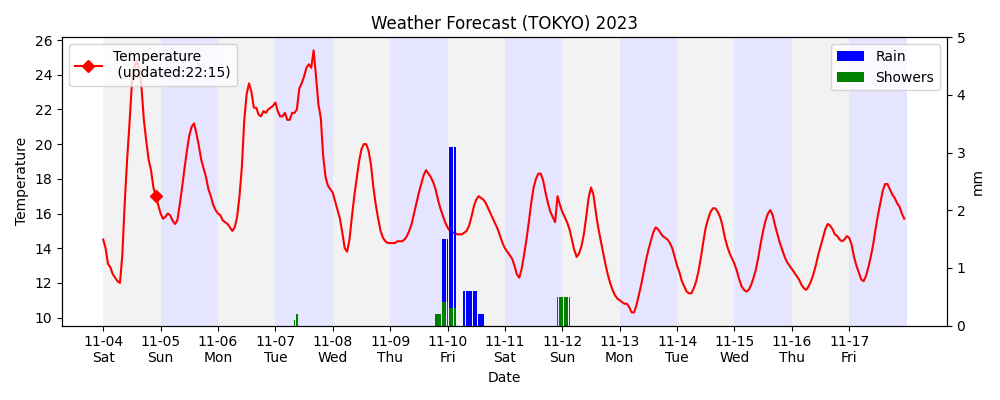 Weather Forecast (TOKYO) 2023
Temperature
(updated:22:15)
Rain
Showers
26
24
22
20
18
16
14
12
10
Temperature
5
4
3
2
1
0
mm
11-04 11-05 11-06 11-07 11-08 11-09 11-10 11-11 11-12 11-13 11-14 11-15 11-16 11-17
Sat Sun Mon Tue Wed Thu Fri Sat Sun Mon Tue Wed Thu Fri
Date